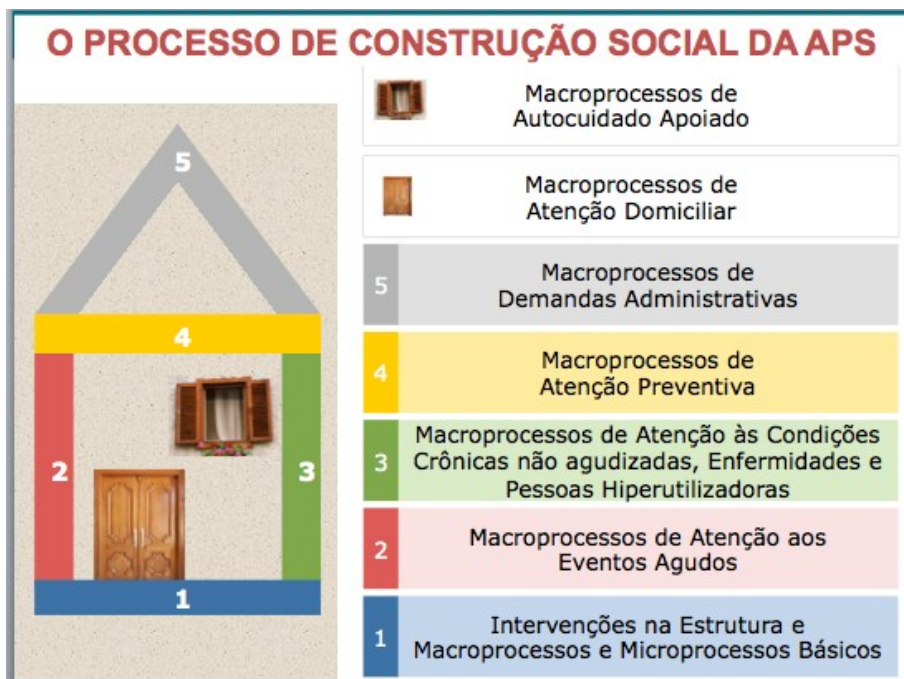 O PROCESSO DE CONSTRUÇÃO SOCIAL DA APS
Macroprocessos de
Autocuidado Apoiado
Macroprocessos de
Atenção Domiciliar
5
Macroprocessos de
Demandas Administrativas
4
Macroprocessos de
Atenção Preventiva
3
Macroprocessos de Atenção às Condições
Crônicas não agudizadas, Enfermidades e
Pessoas Hiperutilizadoras
2
Macroprocessos de Atenção aos
Eventos Agudos
1
Intervenções na Estrutura e
Macroprocessos e Microprocessos Básicos
5
4
2
3
1